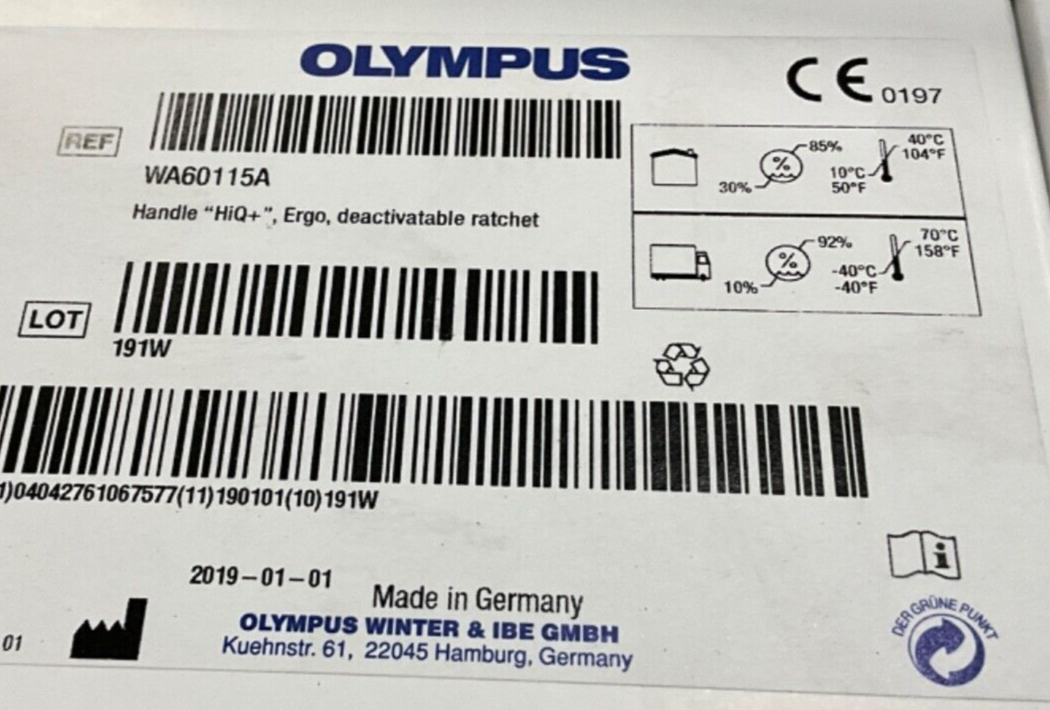 OLYMPUS
CE 0197
REF
WA60115A
Handle “HiQ+”, Ergo, deactivatable ratchet
85%
30%
%
40°C
104°F
10°C
50°F
92%
10%
%
70°C
158°F
-40°C
-40°F
LOT
191W
1)04042761067577(11)190101(10)191W
i
2019-01-01
Made in Germany
OLYMPUS WINTER & IBE GMBH
Kuehnstr. 61, 22045 Hamburg, Germany
01
DER GRÜNE PUNKT